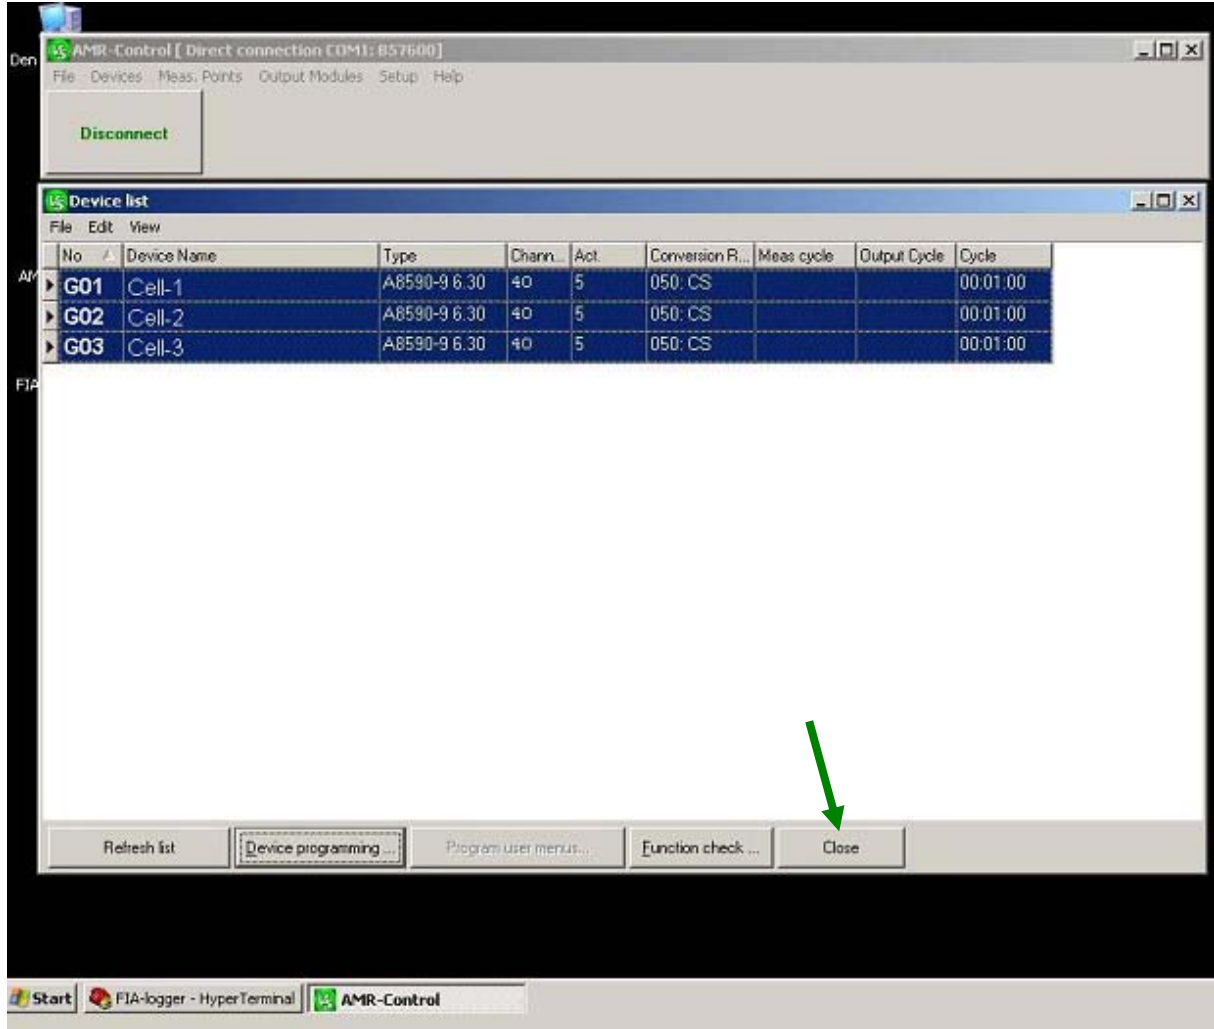 Den
AMR-Control [ Direct connection COM1: B57600]
File Devices Meas. Points Output Modules Setup Help
Disconnect
Device list
File Edit View
No Device Name Type Chann... Act. Conversion R... Meas cycle Output Cycle Cycle
AM
G01 Cell-1 A8590-9 6.30 40 5 050: CS 00:01:00
G02 Cell-2 A8590-9 6.30 40 5 050: CS 00:01:00
G03 Cell-3 A8590-9 6.30 40 5 050: CS 00:01:00
FIA
Refresh list Device programming ... Program user menus... Function check ... Close
Start FIA-logger - HyperTerminal AMR-Control